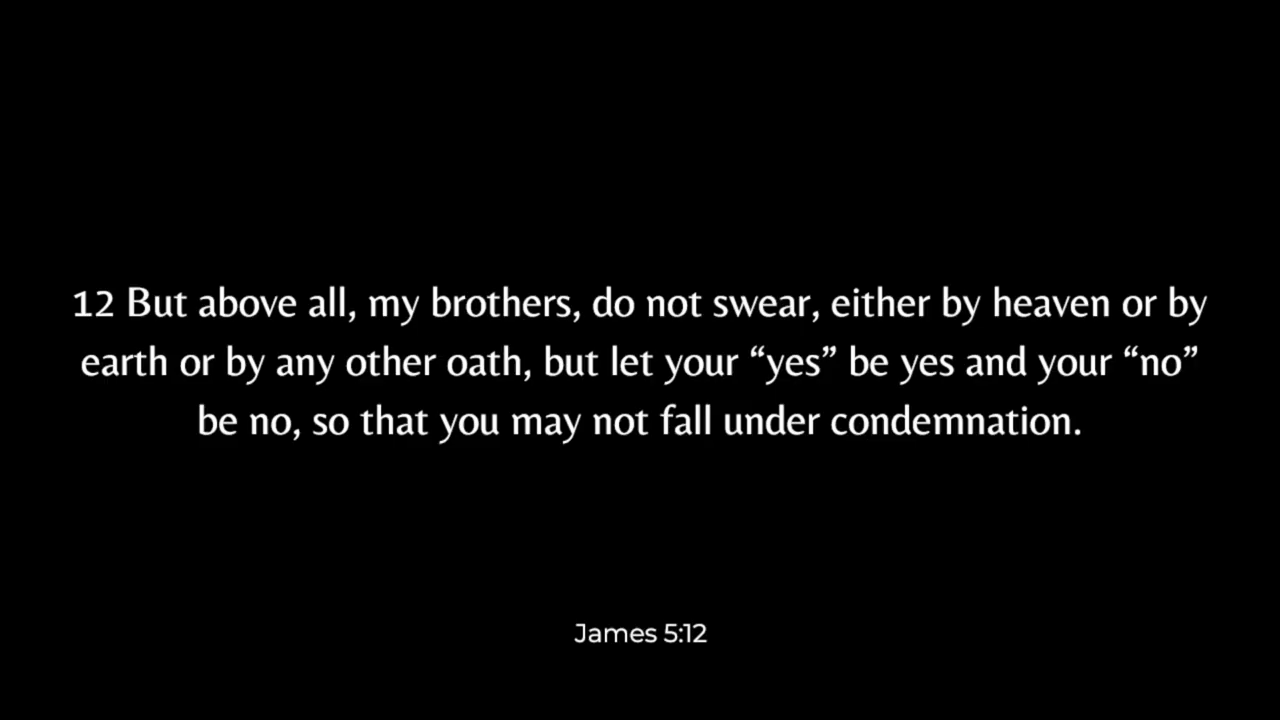 12 But above all, my brothers, do not swear, either by heaven or by
earth or by any other oath, but let your “yes” be yes and your “no”
be no, so that you may not fall under condemnation.
James 5:12